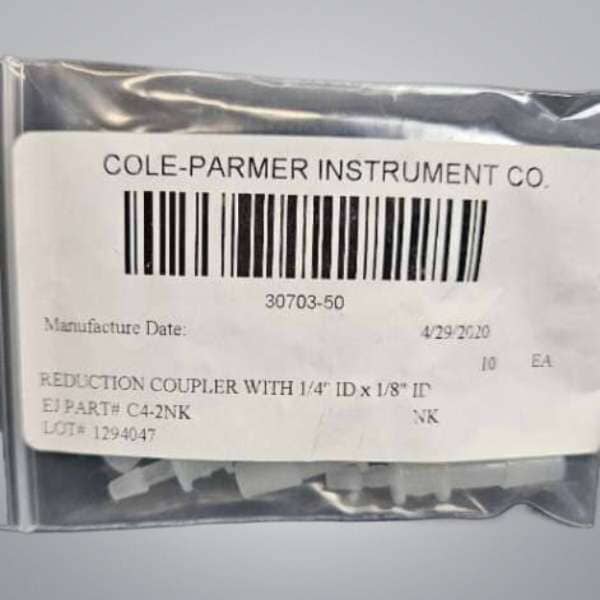 COLE-PARMER INSTRUMENT CO.
30703-50
Manufacture Date: 4/29/2020
10 EA
REDUCTION COUPLER WITH 1/4" ID x 1/8" ID
EJ PART# C4-2NK NK
LOT# 1294047